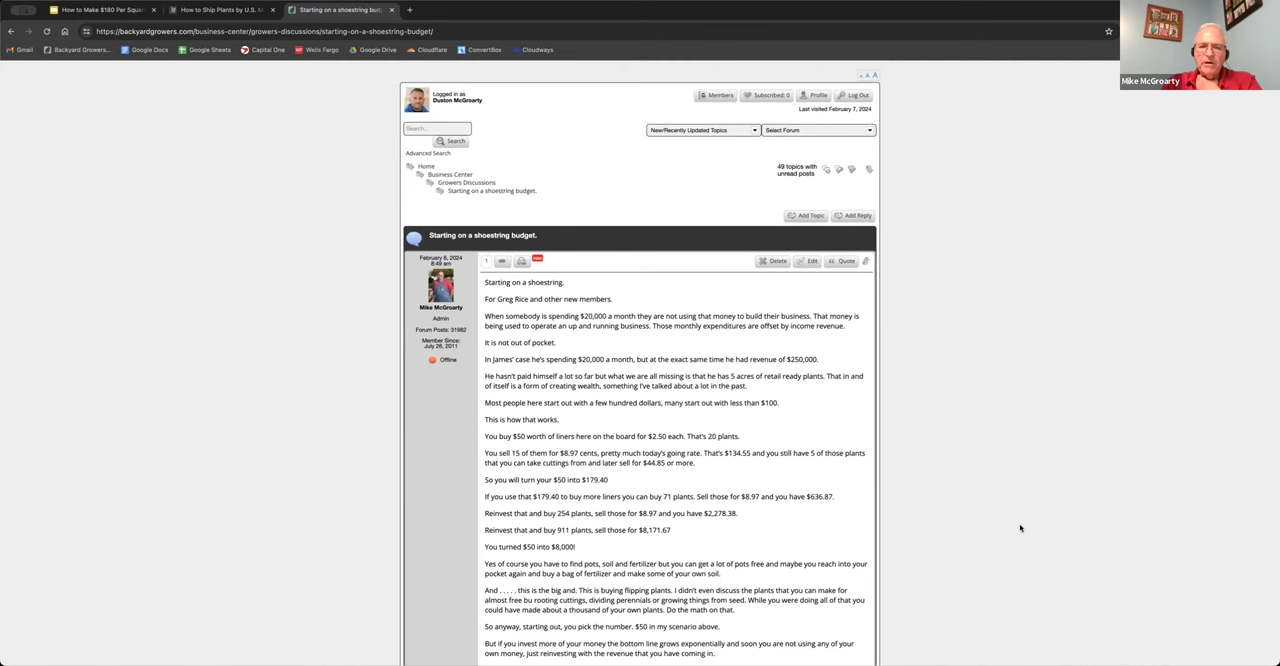 How to Make $180 Per Squar
How to Ship Plants by U.S. M
Starting on a shoestring bud
https://backyardgrowers.com/business-center/growers-discussions/starting-on-a-shoestring-budget/
Gmail
Backyard Growers...
Google Docs
Google Sheets
Capital One
Wells Fargo
Google Drive
Cloudflare
ConvertBox
Cloudways
Mike McGroarty
A A A
Logged in as
Duston McGroarty
Members
Subscribed: 0
Profile
Log Out
Last visited February 7, 2024
Search...
Search
New/Recently Updated Topics
Select Forum
Advanced Search
Home
Business Center
Growers Discussions
Starting on a shoestring budget.
49 topics with
unread posts
Add Topic
Add Reply
Starting on a shoestring budget.
February 6, 2024
8:49 am
Mike McGroarty
Admin
Forum Posts: 31982
Member Since:
July 26, 2011
Offline
1
new
Delete
Edit
Quote
Starting on a shoestring.
For Greg Rice and other new members.
When somebody is spending $20,000 a month they are not using that money to build their business. That money is
being used to operate an up and running business. Those monthly expenditures are offset by income revenue.
It is not out of pocket.
In James' case he's spending $20,000 a month, but at the exact same time he had revenue of $250,000.
He hasn't paid himself a lot so far but what we are all missing is that he has 5 acres of retail ready plants. That in and
of itself is a form of creating wealth, something I've talked about a lot in the past.
Most people here start out with a few hundred dollars, many start out with less than $100.
This is how that works.
You buy $50 worth of liners here on the board for $2.50 each. That's 20 plants.
You sell 15 of them for $8.97 cents, pretty much today's going rate. That's $134.55 and you still have 5 of those plants
that you can take cuttings from and later sell for $44.85 or more.
So you will turn your $50 into $179.40
If you use that $179.40 to buy more liners you can buy 71 plants. Sell those for $8.97 and you have $636.87.
Reinvest that and buy 254 plants, sell those for $8.97 and you have $2,278.38.
Reinvest that and buy 911 plants, sell those for $8,171.67
You turned $50 into $8,000!
Yes of course you have to find pots, soil and fertilizer but you can get a lot of pots free and maybe you reach into your
pocket again and buy a bag of fertilizer and make some of your own soil.
And . . . . . this is the big and. This is buying flipping plants. I didn't even discuss the plants that you can make for
almost free bu rooting cuttings, dividing perennials or growing things from seed. While you were doing all of that you
could have made about a thousand of your own plants. Do the math on that.
So anyway, starting out, you pick the number. $50 in my scenario above.
But if you invest more of your money the bottom line grows exponentially and soon you are not using any of your
own money, just reinvesting with the revenue that you have coming in.